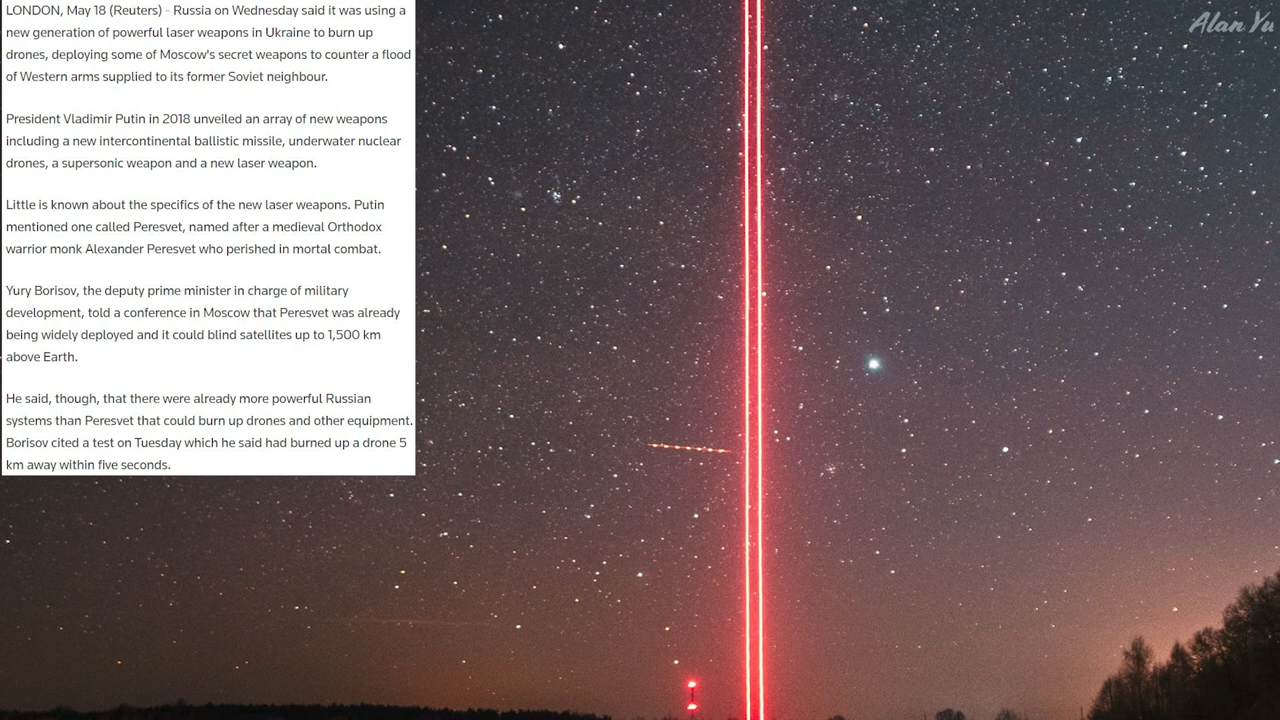 LONDON, May 18 (Reuters) - Russia on Wednesday said it was using a
new generation of powerful laser weapons in Ukraine to burn up
drones, deploying some of Moscow's secret weapons to counter a flood
of Western arms supplied to its former Soviet neighbour.
President Vladimir Putin in 2018 unveiled an array of new weapons
including a new intercontinental ballistic missile, underwater nuclear
drones, a supersonic weapon and a new laser weapon.
Little is known about the specifics of the new laser weapons. Putin
mentioned one called Peresvet, named after a medieval Orthodox
warrior monk Alexander Peresvet who perished in mortal combat.
Yury Borisov, the deputy prime minister in charge of military
development, told a conference in Moscow that Peresvet was already
being widely deployed and it could blind satellites up to 1,500 km
above Earth.
He said, though, that there were already more powerful Russian
systems than Peresvet that could burn up drones and other equipment.
Borisov cited a test on Tuesday which he said had burned up a drone 5
km away within five seconds.
Alan Yu